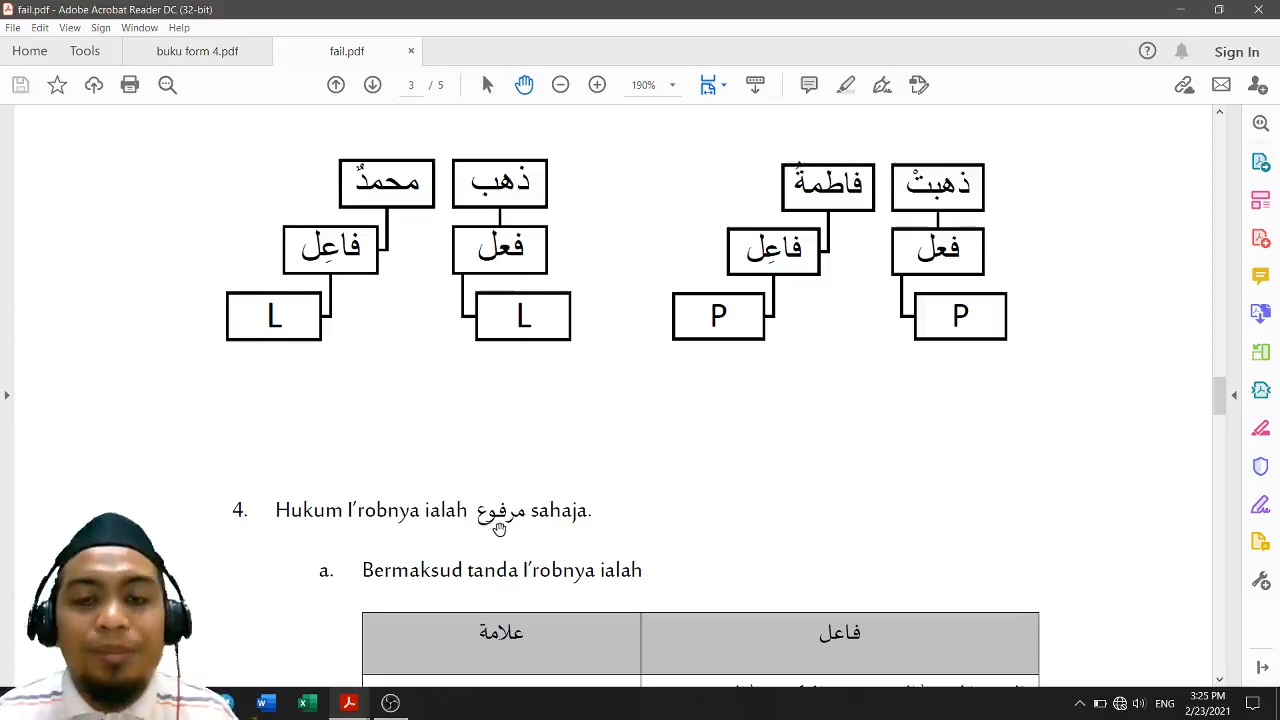 fail.pdf - Adobe Acrobat Reader DC (32-bit)
File Edit View Sign Window Help
Home Tools buku form 4.pdf fail.pdf × Sign In
3 / 5 190%
ذهبتْ فاطمةُ
ذهب محمدٌ
فعل فاعِل
فعل فاعِل
L L P P
4. Hukum I'robnya ialah مرفوع sahaja.
a. Bermaksud tanda I'robnya ialah
فاعل علامة
ENG 3:25 PM
2/23/2021